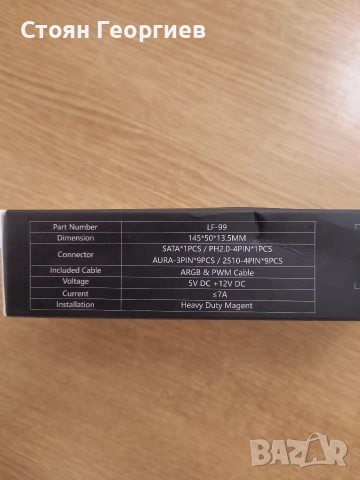 Стоян Георгиев
Part Number LF-99
Dimension 145*50*13.5MM
Connector SATA*1PCS / PH2.0-4PIN*1PCS
AURA-3PIN*9PCS / 2510-4PIN*9PCS
Included Cable ARGB & PWM Cable
Voltage 5V DC +12V DC
Current ≤7A
Installation Heavy Duty Magent
BAZAR
bg